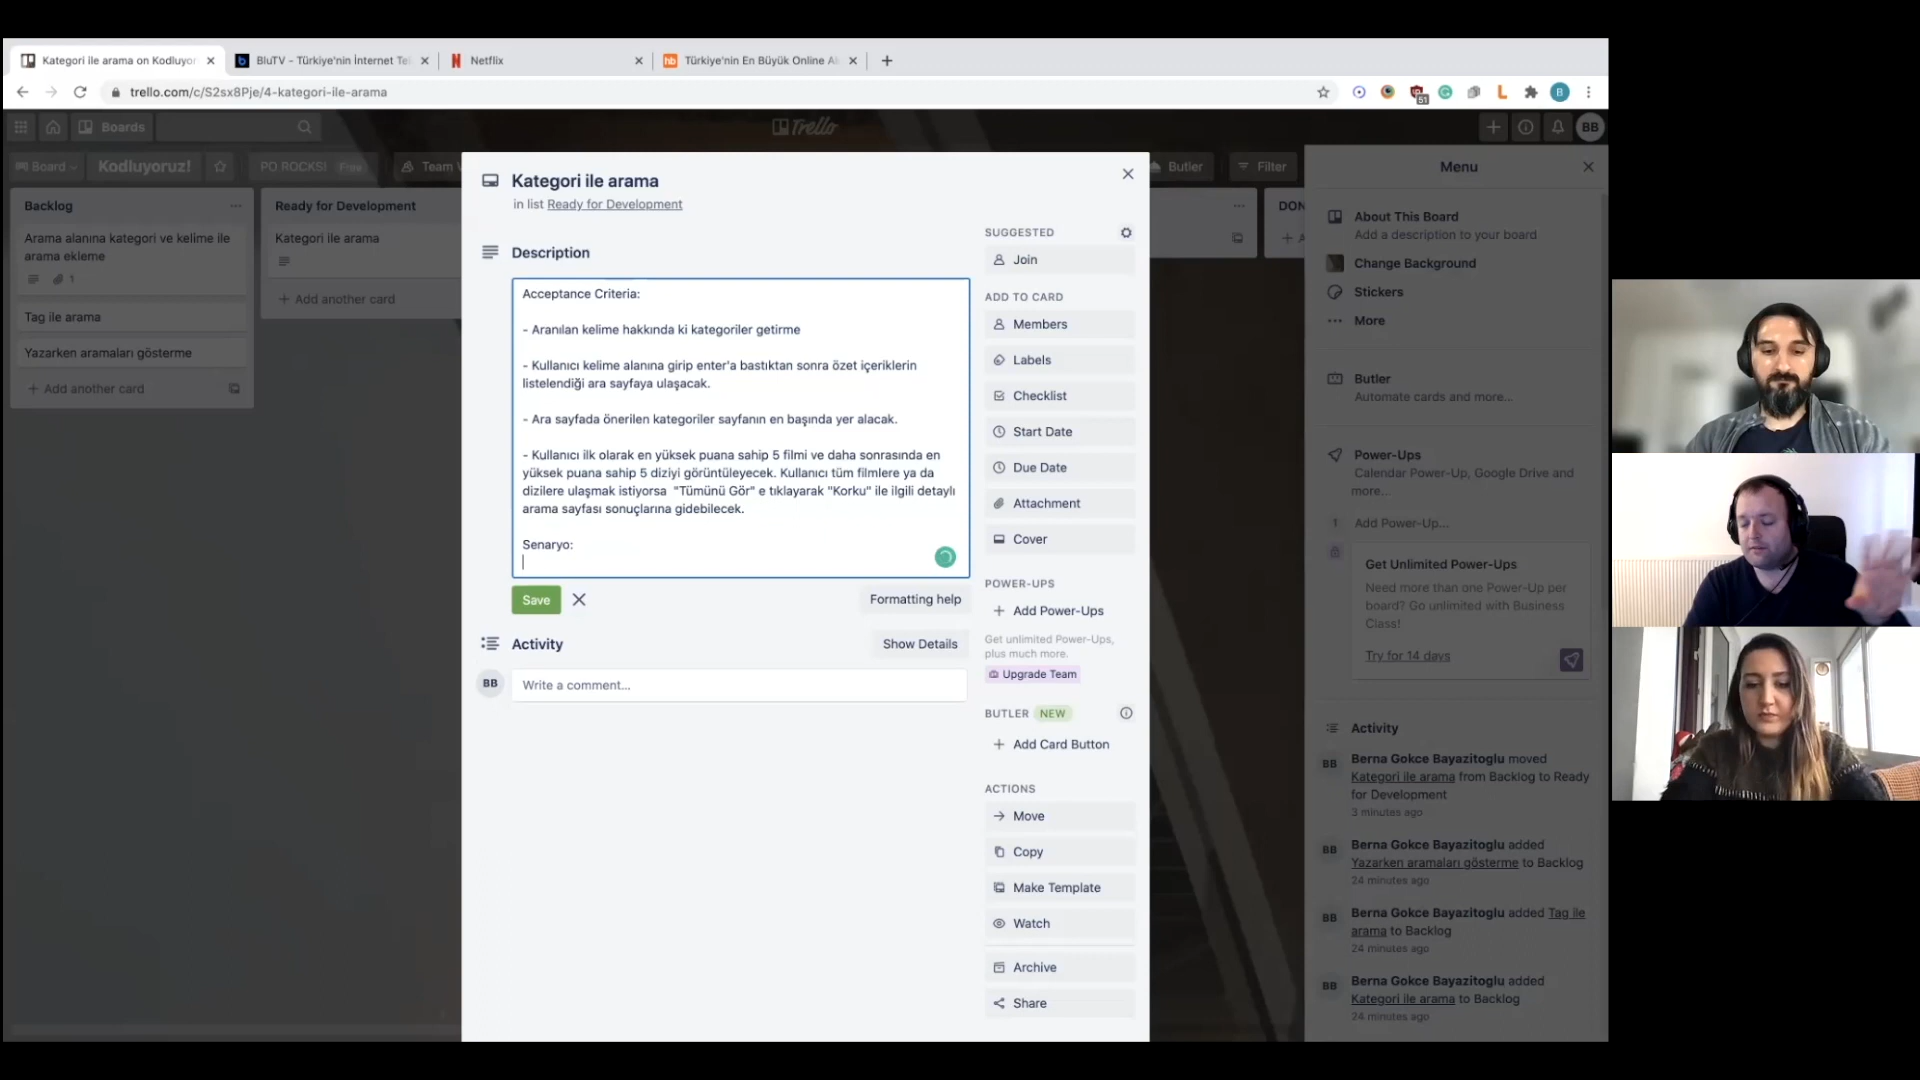 Kategori ile arama on Kodluyor
BluTV - Türkiye'nin İnternet Te
Netflix
hb
Türkiye'nin En Büyük Online Al
trello.com/c/S2sx8Pje/4-kategori-ile-arama
51
B
Boards
Trello
BB
Board
Kodluyoruz!
PO ROCKS!
Free
Team
Butler
Filter
Backlog
Arama alanına kategori ve kelime ile
arama ekleme
1
Tag ile arama
Yazarken aramaları gösterme
+ Add another card
Ready for Development
Kategori ile arama
+ Add another card
DON
Kategori ile arama
in list Ready for Development
Description
Acceptance Criteria:
- Aranılan kelime hakkında ki kategoriler getirme
- Kullanıcı kelime alanına girip enter'a bastıktan sonra özet içeriklerin
listelendiği ara sayfaya ulaşacak.
- Ara sayfada önerilen kategoriler sayfanın en başında yer alacak.
- Kullanıcı ilk olarak en yüksek puana sahip 5 filmi ve daha sonrasında en
yüksek puana sahip 5 diziyi görüntüleyecek. Kullanıcı tüm filmlere ya da
dizilere ulaşmak istiyorsa "Tümünü Gör" e tıklayarak "Korku" ile ilgili detaylı
arama sayfası sonuçlarına gidebilecek.
Senaryo:
Save
Formatting help
Activity
Show Details
BB
Write a comment...
SUGGESTED
Join
ADD TO CARD
Members
Labels
Checklist
Start Date
Due Date
Attachment
Cover
POWER-UPS
+ Add Power-Ups
Get unlimited Power-Ups,
plus much more.
Upgrade Team
BUTLER NEW
+ Add Card Button
ACTIONS
Move
Copy
Make Template
Watch
Archive
Share
Menu
About This Board
Add a description to your board
Change Background
Stickers
More
Butler
Automate cards and more...
Power-Ups
Calendar Power-Up, Google Drive and
more...
1 Add Power-Up...
Get Unlimited Power-Ups
Need more than one Power-Up per
board? Go unlimited with Business
Class!
Try for 14 days
Activity
BB
Berna Gokce Bayazitoglu moved
Kategori ile arama from Backlog to Ready
for Development
3 minutes ago
BB
Berna Gokce Bayazitoglu added
Yazarken aramaları gösterme to Backlog
24 minutes ago
BB
Berna Gokce Bayazitoglu added Tag ile
arama to Backlog
24 minutes ago
BB
Berna Gokce Bayazitoglu added
Kategori ile arama to Backlog
24 minutes ago